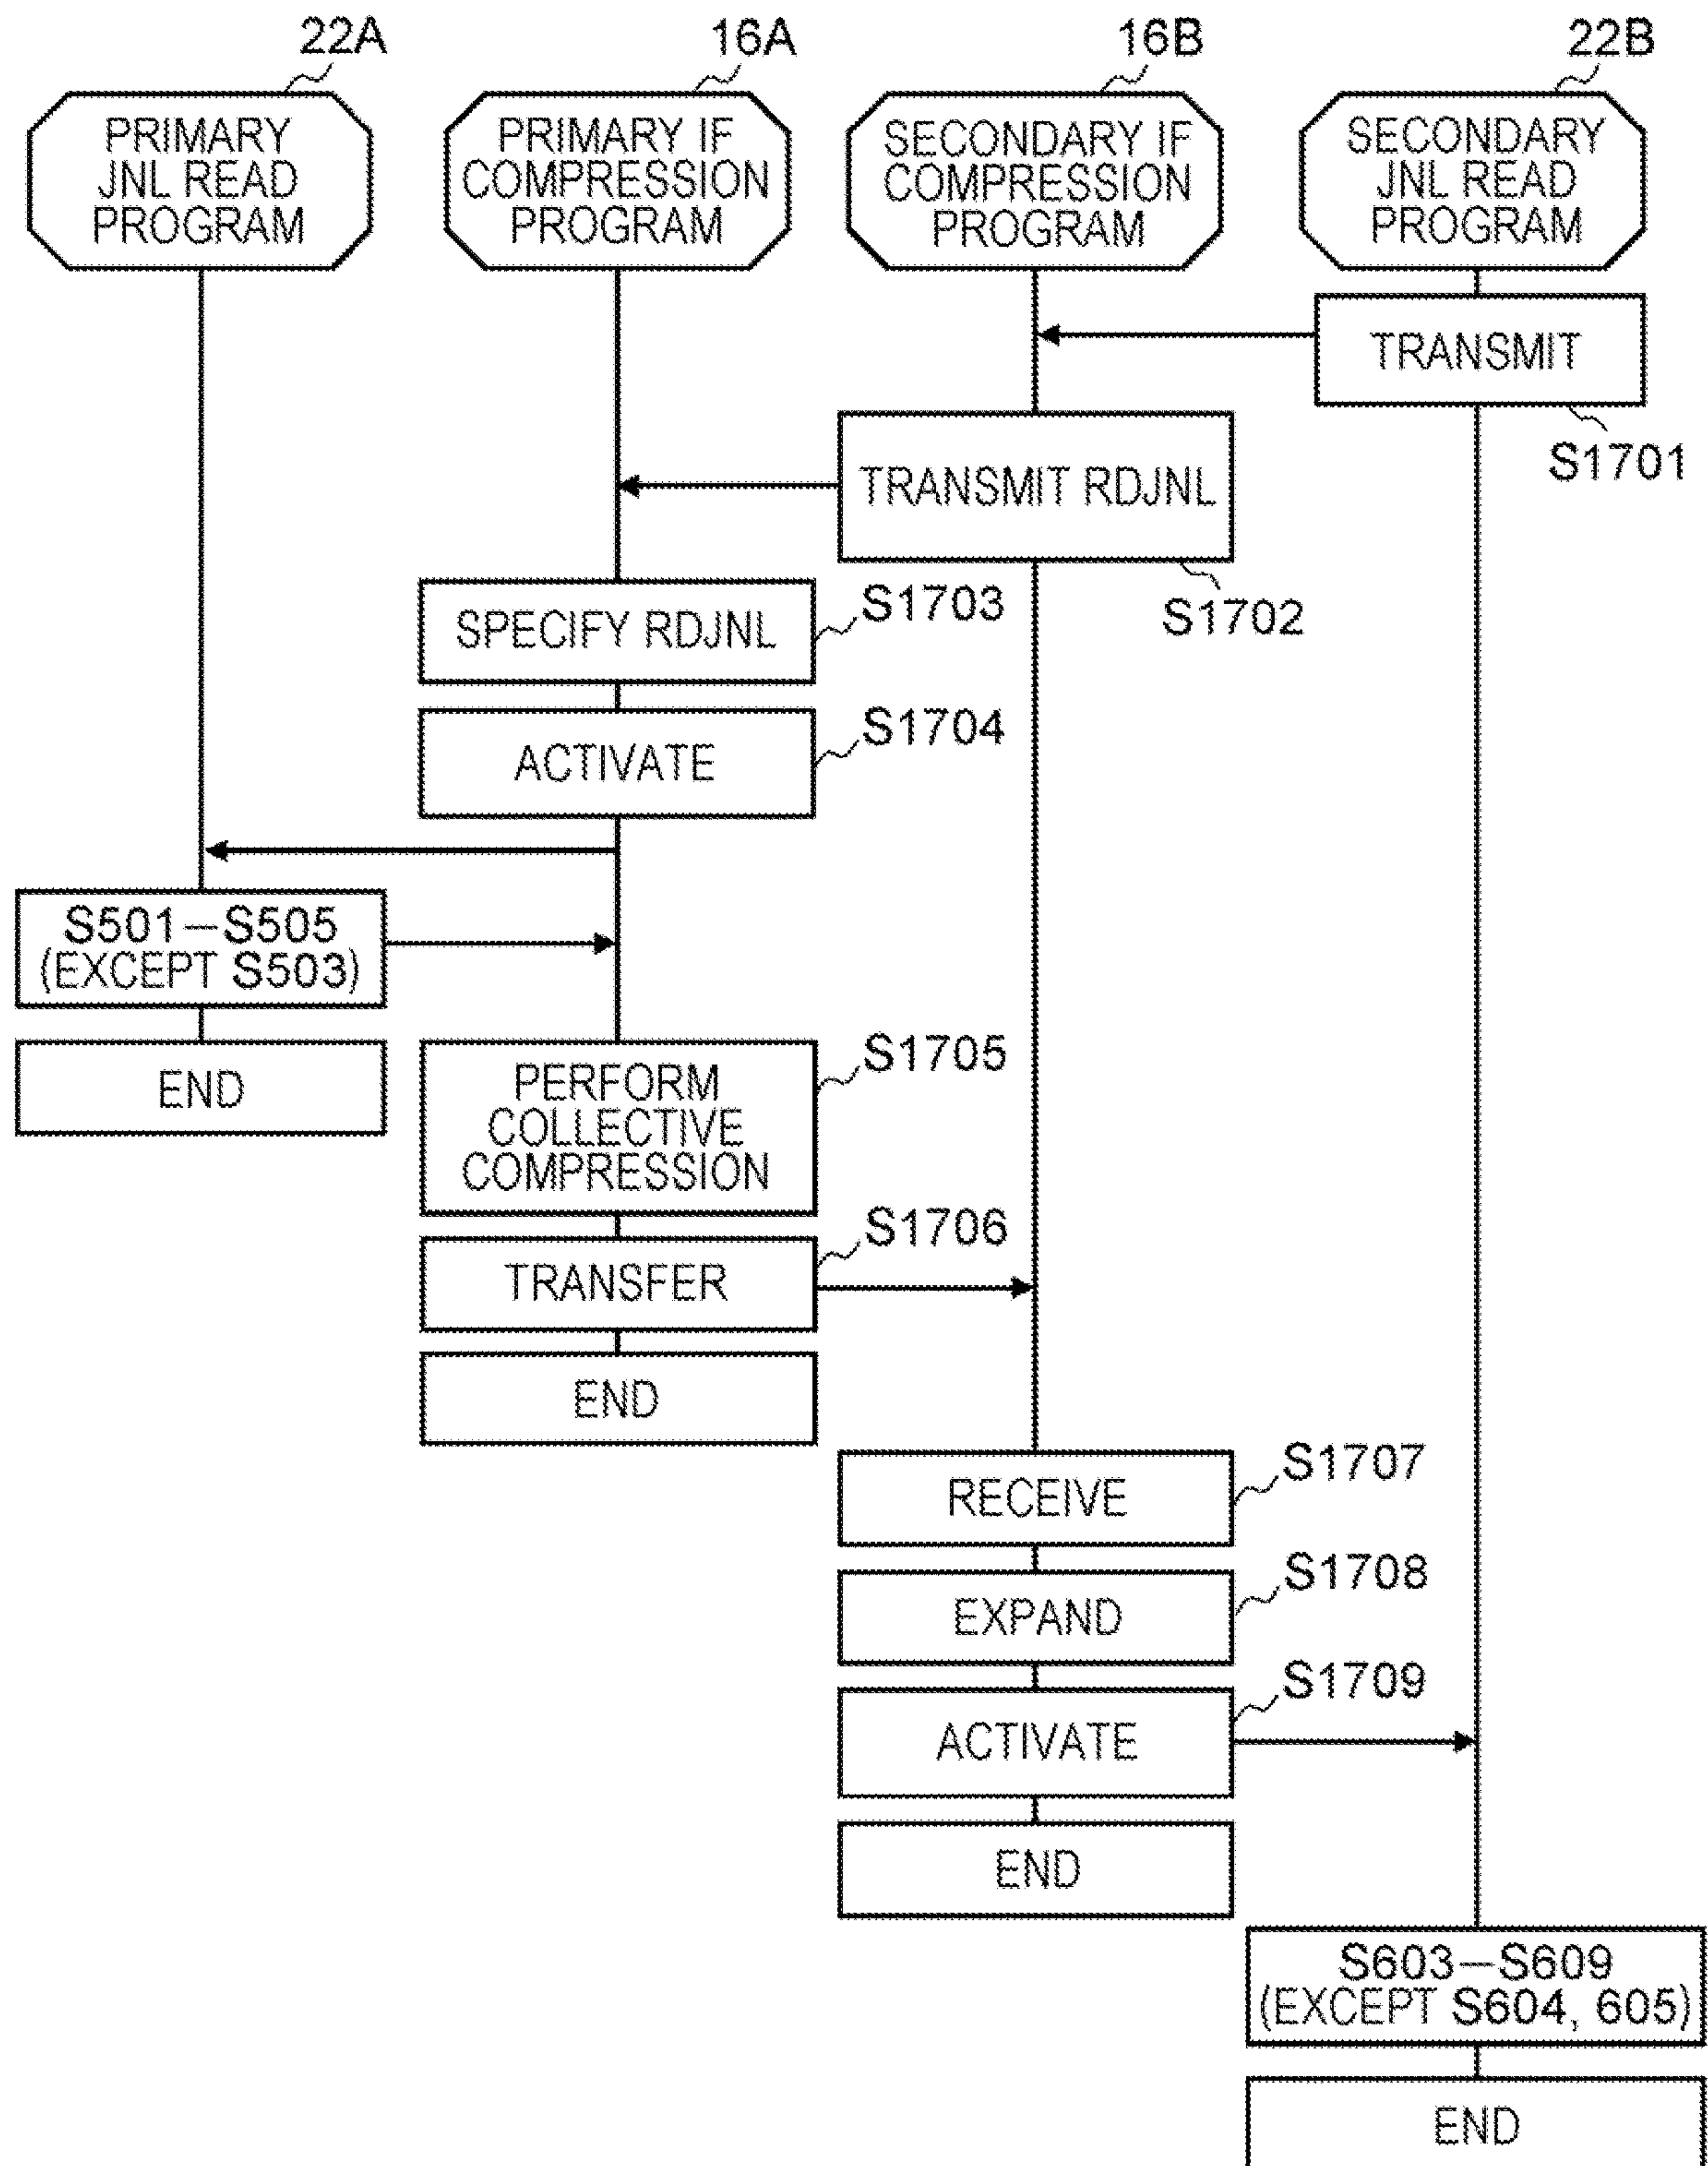 22A
16A
16B
22B
PRIMARY
JNL READ
PROGRAM
PRIMARY IF
COMPRESSION
PROGRAM
SECONDARY IF
COMPRESSION
PROGRAM
SECONDARY
JNL READ
PROGRAM
TRANSMIT
S1701
TRANSMIT RDJNL
S1702
SPECIFY RDJNL
S1703
ACTIVATE
S1704
S501—S505
(EXCEPT S503)
END
PERFORM
COLLECTIVE
COMPRESSION
S1705
TRANSFER
S1706
END
RECEIVE
S1707
EXPAND
S1708
ACTIVATE
S1709
END
S603—S609
(EXCEPT S604, 605)
END